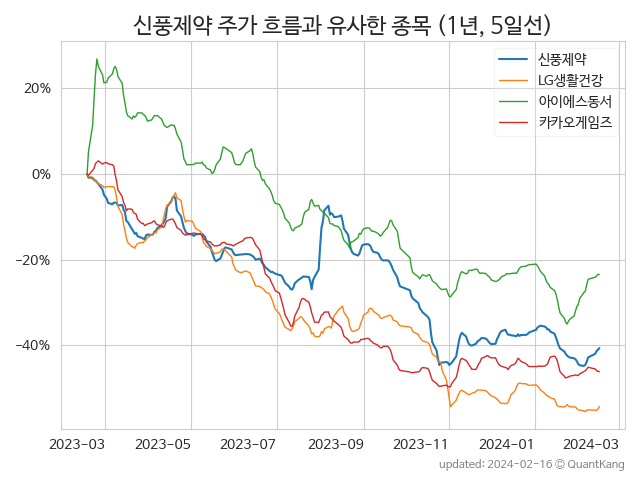 신풍제약 주가 흐름과 유사한 종목 (1년, 5일선)
신풍제약
LG생활건강
아이에스동서
카카오게임즈
20%
0%
−20%
−40%
2023-03 2023-05 2023-07 2023-09 2023-11 2024-01 2024-03
updated: 2024-02-16 © QuantKang